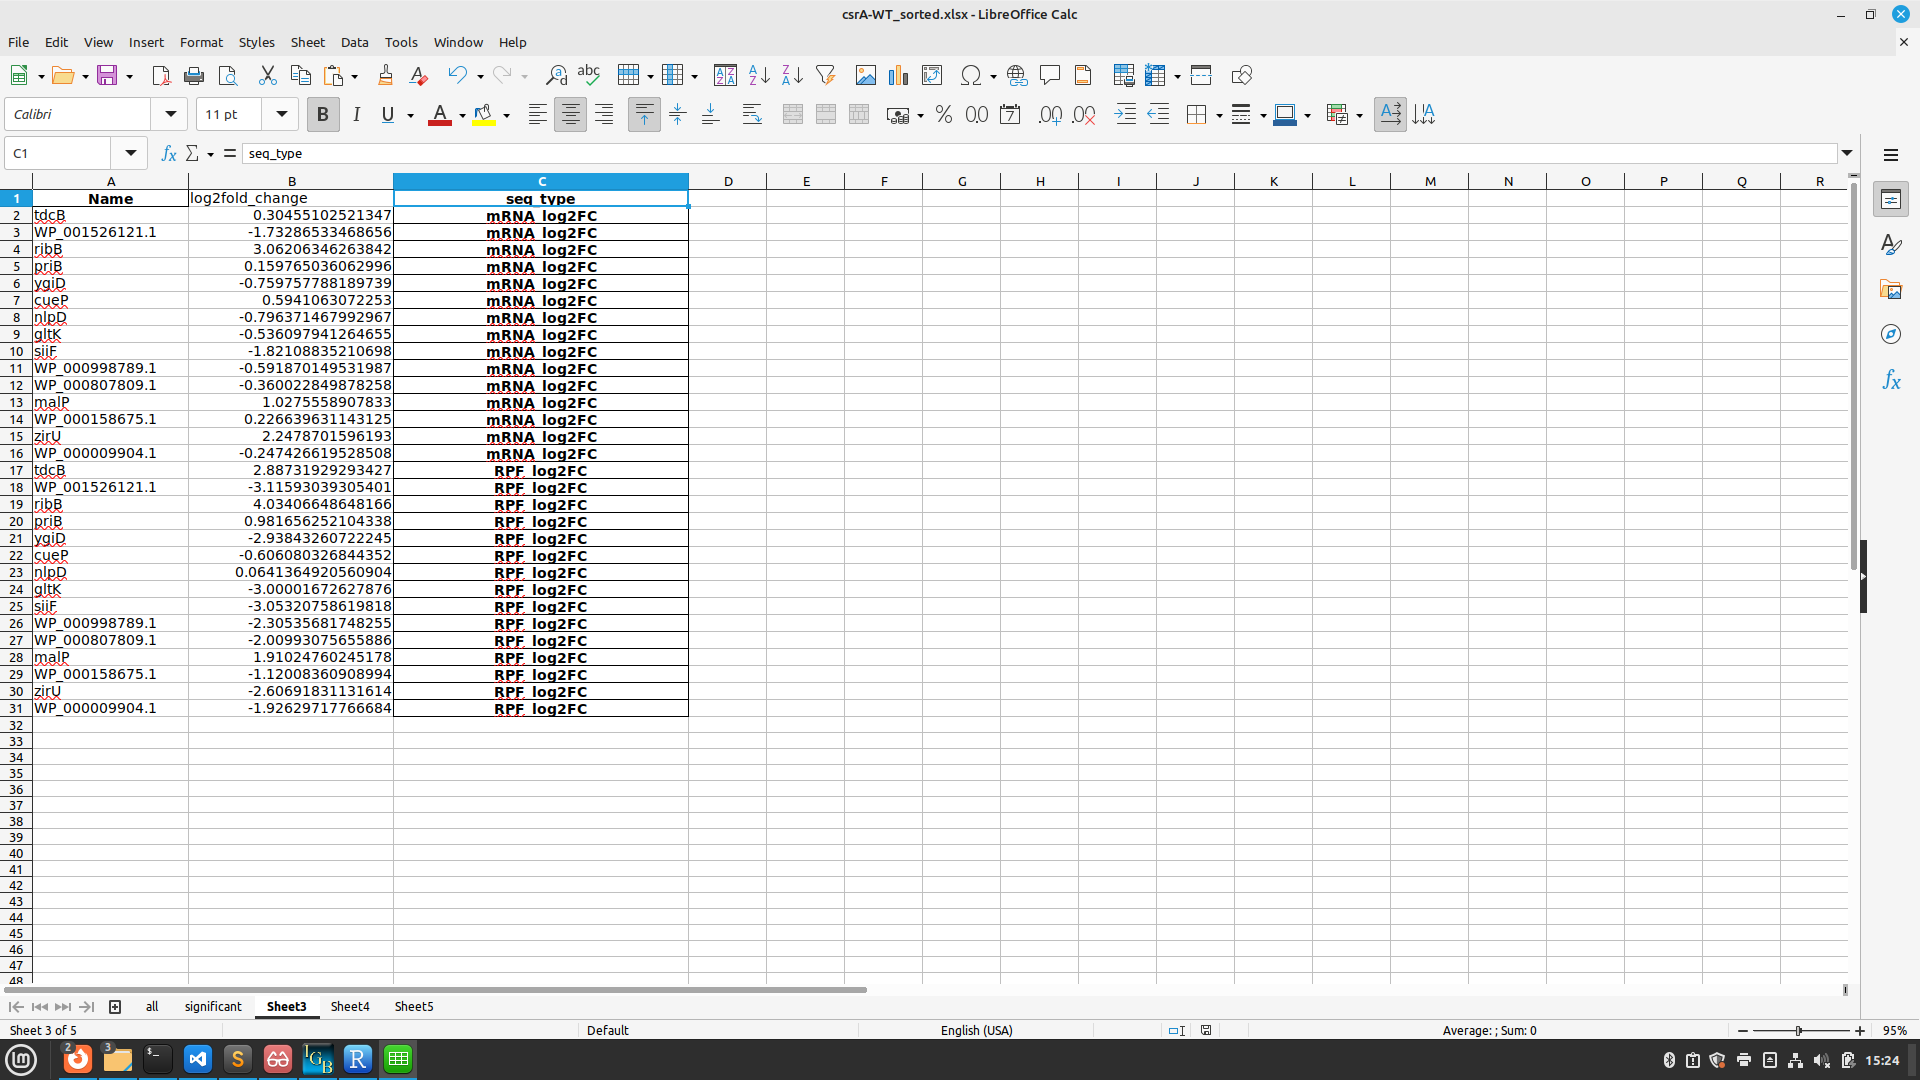 csrA-WT_sorted.xlsx - LibreOffice Calc
File Edit View Insert Format Styles Sheet Data Tools Window Help
Calibri 11 pt
C1 seq_type
A B C D E F G H I J K L M N O P Q R
1 Name log2fold_change seq_type
2 tdcB 0.30455102521347 mRNA_log2FC
3 WP_001526121.1 -1.73286533468656 mRNA_log2FC
4 ribB 3.06206346263842 mRNA_log2FC
5 priB 0.159765036062996 mRNA_log2FC
6 ygiD -0.759757788189739 mRNA_log2FC
7 cueP 0.5941063072253 mRNA_log2FC
8 nlpD -0.796371467992967 mRNA_log2FC
9 gltK -0.536097941264655 mRNA_log2FC
10 siiF -1.82108835210698 mRNA_log2FC
11 WP_000998789.1 -0.591870149531987 mRNA_log2FC
12 WP_000807809.1 -0.360022849878258 mRNA_log2FC
13 malP 1.0275558907833 mRNA_log2FC
14 WP_000158675.1 0.226639631143125 mRNA_log2FC
15 zirU 2.2478701596193 mRNA_log2FC
16 WP_000009904.1 -0.247426619528508 mRNA_log2FC
17 tdcB 2.88731929293427 RPF_log2FC
18 WP_001526121.1 -3.11593039305401 RPF_log2FC
19 ribB 4.03406648648166 RPF_log2FC
20 priB 0.981656252104338 RPF_log2FC
21 ygiD -2.93843260722245 RPF_log2FC
22 cueP -0.606080326844352 RPF_log2FC
23 nlpD 0.0641364920560904 RPF_log2FC
24 gltK -3.00001672627876 RPF_log2FC
25 siiF -3.05320758619818 RPF_log2FC
26 WP_000998789.1 -2.30535681748255 RPF_log2FC
27 WP_000807809.1 -2.00993075655886 RPF_log2FC
28 malP 1.91024760245178 RPF_log2FC
29 WP_000158675.1 -1.12008360908994 RPF_log2FC
30 zirU -2.60691831131614 RPF_log2FC
31 WP_000009904.1 -1.92629717766684 RPF_log2FC
32
33
34
35
36
37
38
39
40
41
42
43
44
45
46
47
48
all significant Sheet3 Sheet4 Sheet5
Sheet 3 of 5 Default English (USA) Average: ; Sum: 0 95%
2 3 15:24